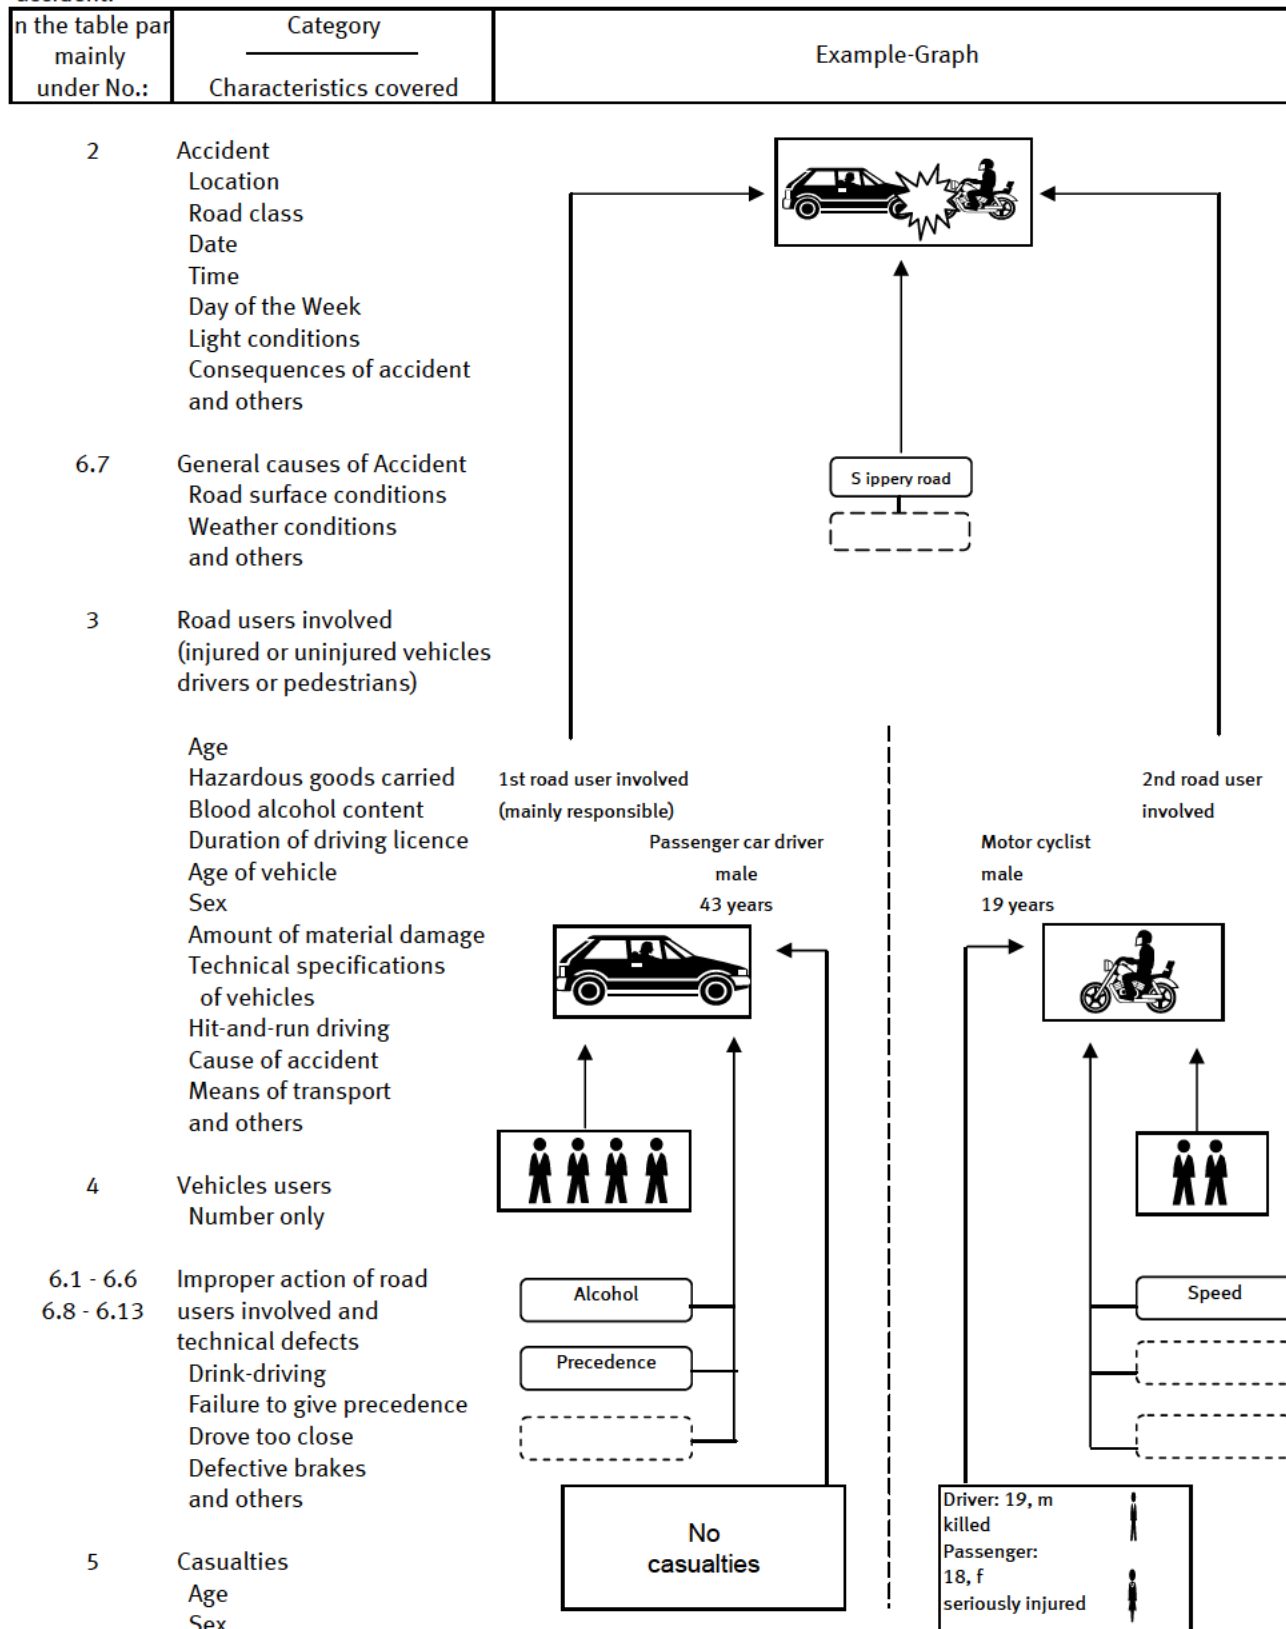 n the table par
mainly
under No.:
Category
Characteristics covered
Example-Graph
2
Accident
Location
Road class
Date
Time
Day of the Week
Light conditions
Consequences of accident
and others
6.7
General causes of Accident
Road surface conditions
Weather conditions
and others
S ippery road
3
Road users involved
(injured or uninjured vehicles
drivers or pedestrians)
Age
Hazardous goods carried
Blood alcohol content
Duration of driving licence
Age of vehicle
Sex
Amount of material damage
Technical specifications
of vehicles
Hit-and-run driving
Cause of accident
Means of transport
and others
1st road user involved
(mainly responsible)
Passenger car driver
male
43 years
2nd road user
involved
Motor cyclist
male
19 years
4
Vehicles users
Number only
6.1 - 6.6
6.8 - 6.13
Improper action of road
users involved and
technical defects
Drink-driving
Failure to give precedence
Drove too close
Defective brakes
and others
Alcohol
Precedence
Speed
5
Casualties
Age
Sex
No
casualties
Driver: 19, m
killed
Passenger:
18, f
seriously injured